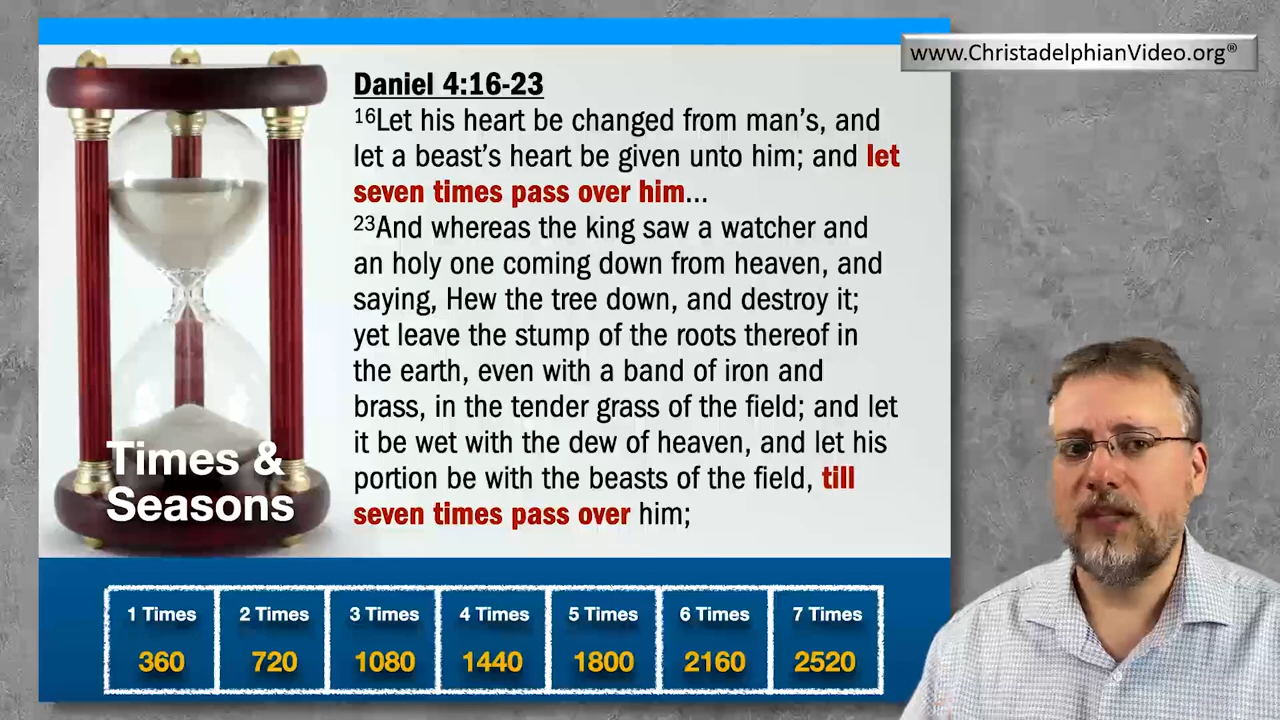 www.ChristadelphianVideo.org®
Daniel 4:16-23
16Let his heart be changed from man's, and
let a beast's heart be given unto him; and let
seven times pass over him...
23And whereas the king saw a watcher and
an holy one coming down from heaven, and
saying, Hew the tree down, and destroy it;
yet leave the stump of the roots thereof in
the earth, even with a band of iron and
brass, in the tender grass of the field; and let
it be wet with the dew of heaven, and let his
portion be with the beasts of the field, till
seven times pass over him;
Times &
Seasons
1 Times 2 Times 3 Times 4 Times 5 Times 6 Times 7 Times
360 720 1080 1440 1800 2160 2520